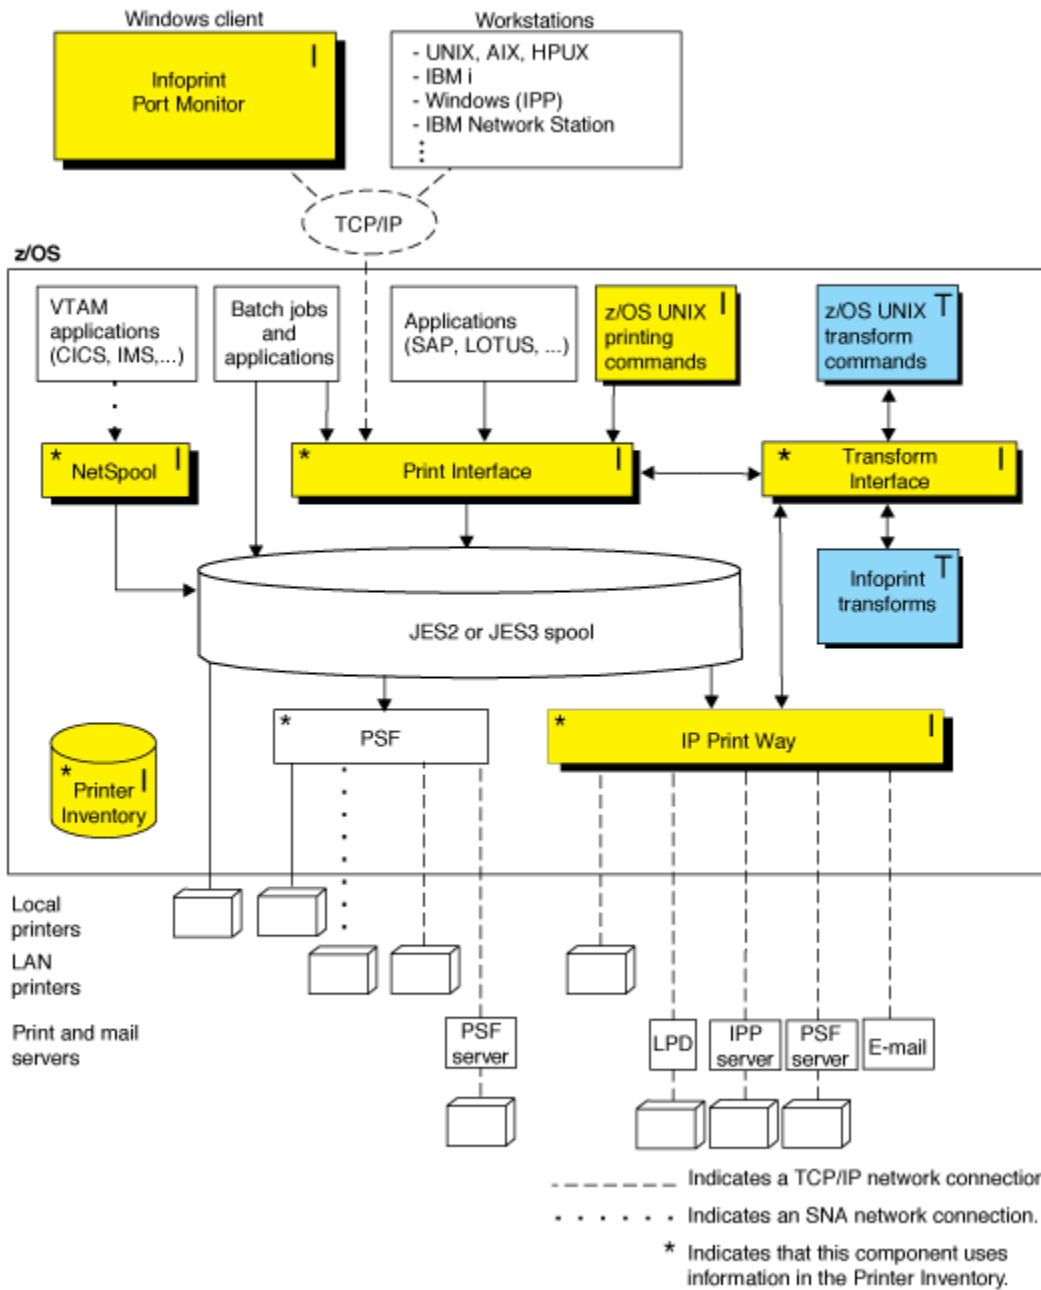 Windows client
Workstations
Infoprint
Port Monitor
I
- UNIX, AIX, HPUX
- IBM i
- Windows (IPP)
- IBM Network Station
TCP/IP
z/OS
VTAM
applications
(CICS, IMS,...)
Batch jobs
and
applications
Applications
(SAP, LOTUS, ...)
z/OS UNIX
printing
commands
I
z/OS UNIX
transform
commands
T
* NetSpool I
* Print Interface I
* Transform
Interface
I
Infoprint
transforms
T
JES2 or JES3 spool
* PSF
* IP Print Way I
* Printer
Inventory
I
Local
printers
LAN
printers
Print and mail
servers
PSF
server
LPD
IPP
server
PSF
server
E-mail
Indicates a TCP/IP network connection
Indicates an SNA network connection.
* Indicates that this component uses
information in the Printer Inventory.